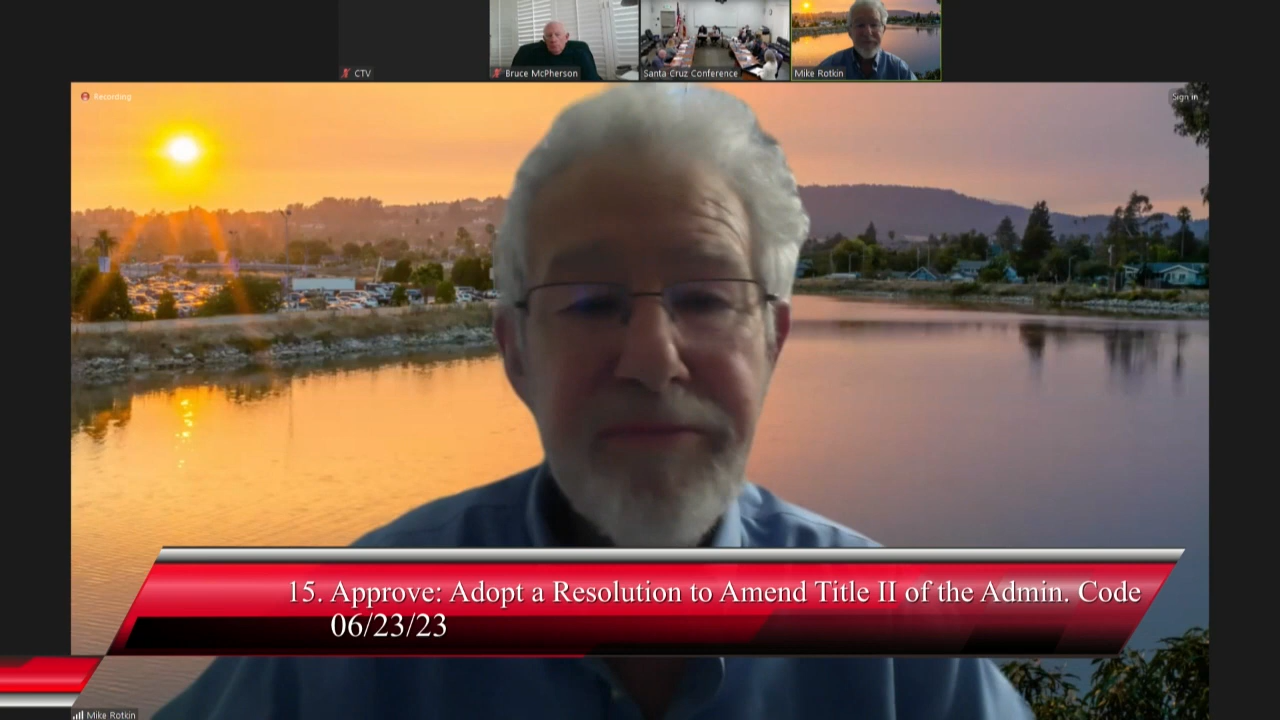 CTV
Bruce McPherson
Santa Cruz Conference
Mike Rotkin
Recording
Sign in
15. Approve: Adopt a Resolution to Amend Title II of the Admin. Code
06/23/23
Mike Rotkin